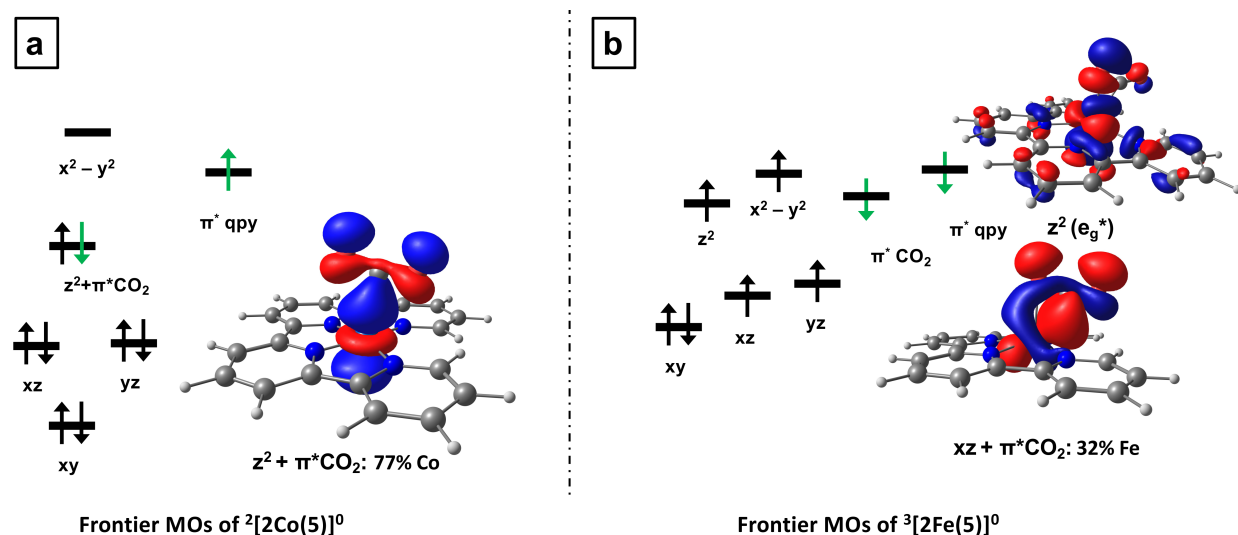 a
x² – y²
π* qpy
z²+π*CO₂
xz
yz
xy
z² + π*CO₂: 77% Co
Frontier MOs of ²[2Co(5)]⁰
b
z²
x² – y²
π* CO₂
π* qpy
z² (e_g*)
xy
xz
yz
xz + π*CO₂: 32% Fe
Frontier MOs of ³[2Fe(5)]⁰